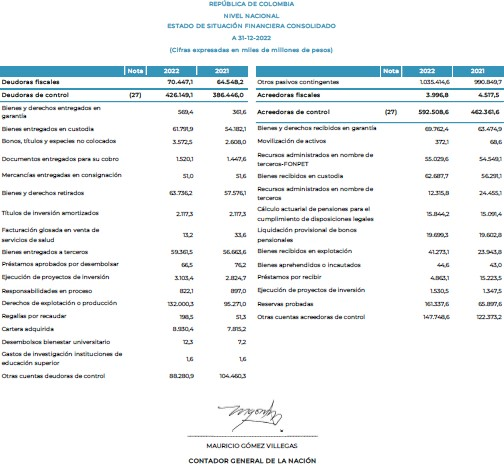 REPÚBLICA DE COLOMBIA
NIVEL NACIONAL
ESTADO DE SITUACIÓN FINANCIERA CONSOLIDADO
A 31-12-2022
(Cifras expresadas en miles de millones de pesos)
Nota 2022 2021
Deudoras fiscales 70.447,1 64.548,2
Deudoras de control (27) 426.149,1 386.446,0
Bienes y derechos entregados en
garantía 569,4 361,6
Bienes entregados en custodia 61.791,9 54.182,1
Bonos, títulos y especies no colocados 3.572,5 2.608,0
Documentos entregados para su cobro 1.520,1 1.447,6
Mercancías entregadas en consignación 51,0 51,6
Bienes y derechos retirados 63.736,2 57.576,1
Títulos de inversión amortizados 2.117,3 2.117,3
Facturación glosada en venta de
servicios de salud 13,2 33,6
Bienes entregados a terceros 59.361,5 56.663,6
Préstamos aprobados por desembolsar 66,5 76,2
Ejecución de proyectos de inversión 3.103,4 2.824,7
Responsabilidades en proceso 822,1 897,0
Derechos de explotación o producción 132.000,3 95.271,0
Regalías por recaudar 198,5 51,3
Cartera adquirida 8.930,4 7.815,2
Desembolsos bienestar universitario 12,3 7,2
Gastos de investigación instituciones de
educación superior 1,6 1,6
Otras cuentas deudoras de control 88.280,9 104.460,3
Nota 2022 2021
Otros pasivos contingentes 1.035.414,6 990.849,7
Acreedoras fiscales 3.996,8 4.517,5
Acreedoras de control (27) 592.508,6 462.361,6
Bienes y derechos recibidos en garantía 69.762,4 63.474,9
Movilización de activos 372,1 68,6
Recursos administrados en nombre de
terceros-FONPET 55.029,6 54.549,1
Bienes recibidos en custodia 62.687,7 56.291,1
Recursos administrados en nombre de
terceros 12.315,8 24.455,1
Cálculo actuarial de pensiones para el
cumplimiento de disposiciones legales 15.844,2 15.091,4
Liquidación provisional de bonos
pensionales 19.699,3 19.602,8
Bienes recibidos en explotación 41.273,1 23.943,8
Bienes aprehendidos o incautados 44,6 43,0
Préstamos por recibir 4.863,1 15.223,5
Ejecución de proyectos de inversión 1.530,5 1.347,5
Reservas probadas 161.337,6 65.897,6
Otras cuentas acreedoras de control 147.748,6 122.373,2
MAURICIO GÓMEZ VILLEGAS
CONTADOR GENERAL DE LA NACIÓN